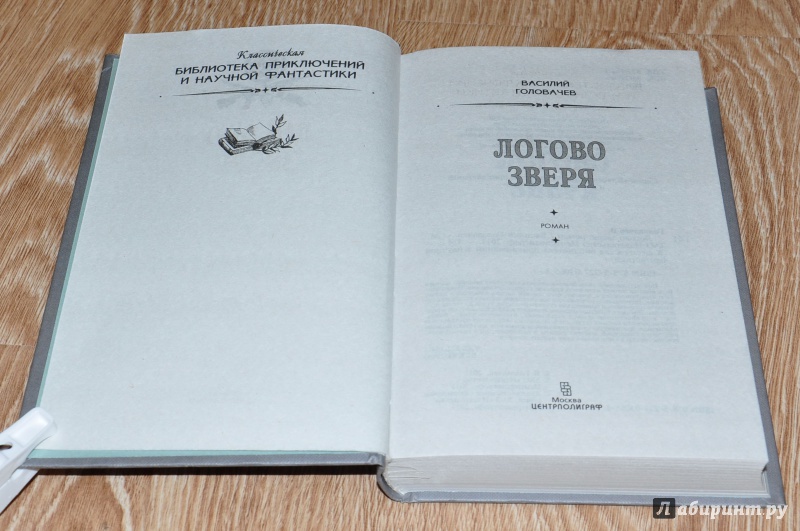 Классическая
БИБЛИОТЕКА ПРИКЛЮЧЕНИЙ
И НАУЧНОЙ ФАНТАСТИКИ
ВАСИЛИЙ
ГОЛОВАЧЕВ
ЛОГОВО
ЗВЕРЯ
РОМАН
Москва
ЦЕНТРПОЛИГРАФ
Лабиринт.ру